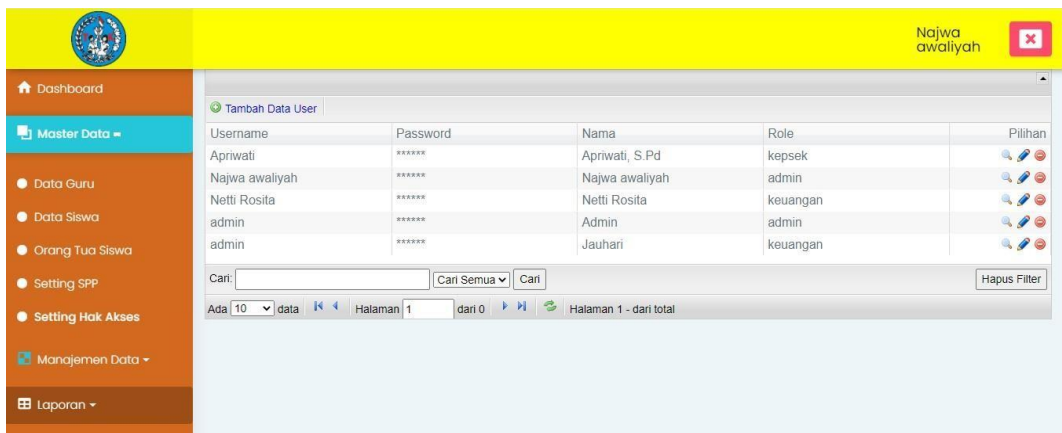 Najwa
awaliyah
Dashboard
Master Data
Data Guru
Data Siswa
Orang Tua Siswa
Setting SPP
Setting Hak Akses
Manajemen Data
Laporan
Tambah Data User
Username Password Nama Role Pilihan
Apriwati ****** Apriwati, S.Pd kepsek
Najwa awaliyah ****** Najwa awaliyah admin
Netti Rosita ****** Netti Rosita keuangan
admin ****** Admin admin
admin ****** Jauhari keuangan
Cari: Cari Semua Cari Hapus Filter
Ada 10 data Halaman 1 dari 0 Halaman 1 - dari total